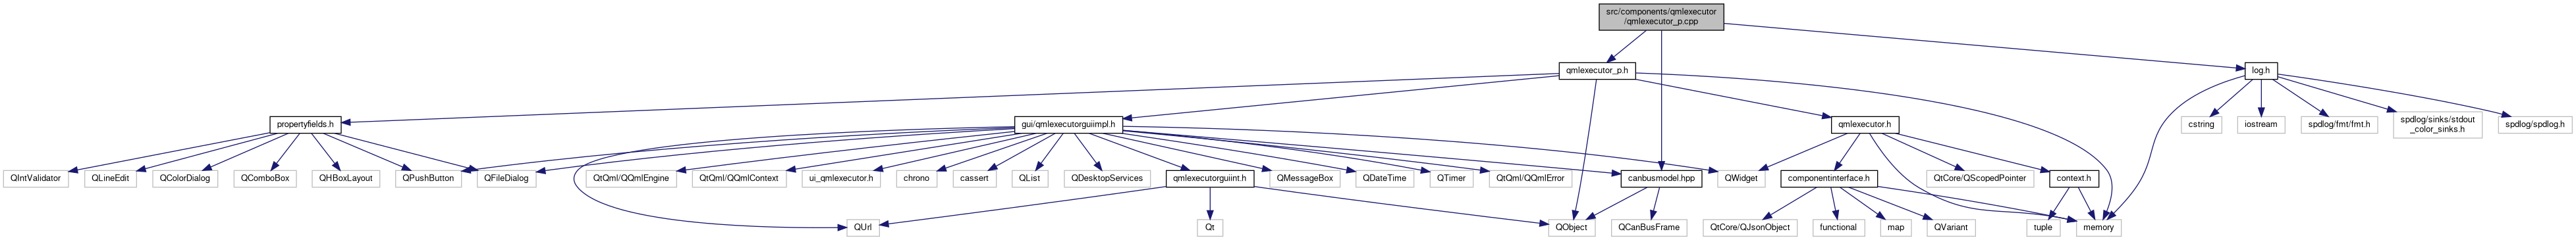 src/components/qmlexecutor
/qmlexecutor_p.cpp
qmlexecutor_p.h
log.h
propertyfields.h
gui/qmlexecutorguiimpl.h
qmlexecutor.h
cstring
iostream
spdlog/fmt/fmt.h
spdlog/sinks/stdout
_color_sinks.h
spdlog/spdlog.h
QIntValidator
QLineEdit
QColorDialog
QComboBox
QHBoxLayout
QPushButton
QFileDialog
QtQml/QQmlEngine
QtQml/QQmlContext
ui_qmlexecutor.h
chrono
cassert
QList
QDesktopServices
qmlexecutorguiint.h
QMessageBox
QDateTime
QTimer
QtQml/QQmlError
canbusmodel.hpp
QWidget
componentinterface.h
QtCore/QScopedPointer
context.h
QUrl
Qt
QObject
QCanBusFrame
QtCore/QJsonObject
functional
map
QVariant
tuple
memory